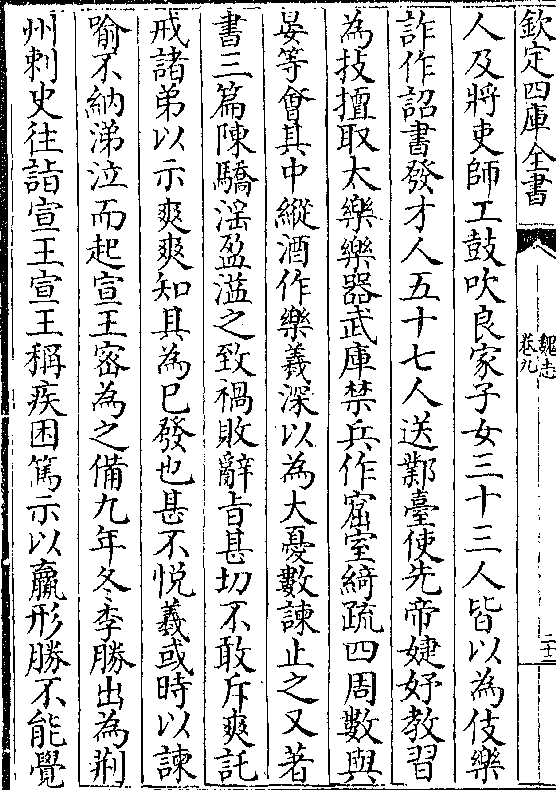 欽定四庫全書
魏志
卷九
二十二
人及將吏師工鼓吹良家子女三十三人皆以為伎樂
詐作詔書發才人五十七人送鄴臺使先帝婕妤教習
為技擅取太樂樂器武庫禁兵作窟室綺疏四周數與
晏等會其中縱酒作樂羲深以為大憂數諫止之又著
書三篇陳驕淫盈溢之致禍敗辭旨甚切不敢斥爽託
戒諸弟以示爽爽知其為已發也甚不悅羲或時以諫
喻不納涕泣而起宣王宻為之備九年冬李勝出為荆
州刺史往詣宣王宣王稱疾困篤示以羸形勝不能覺